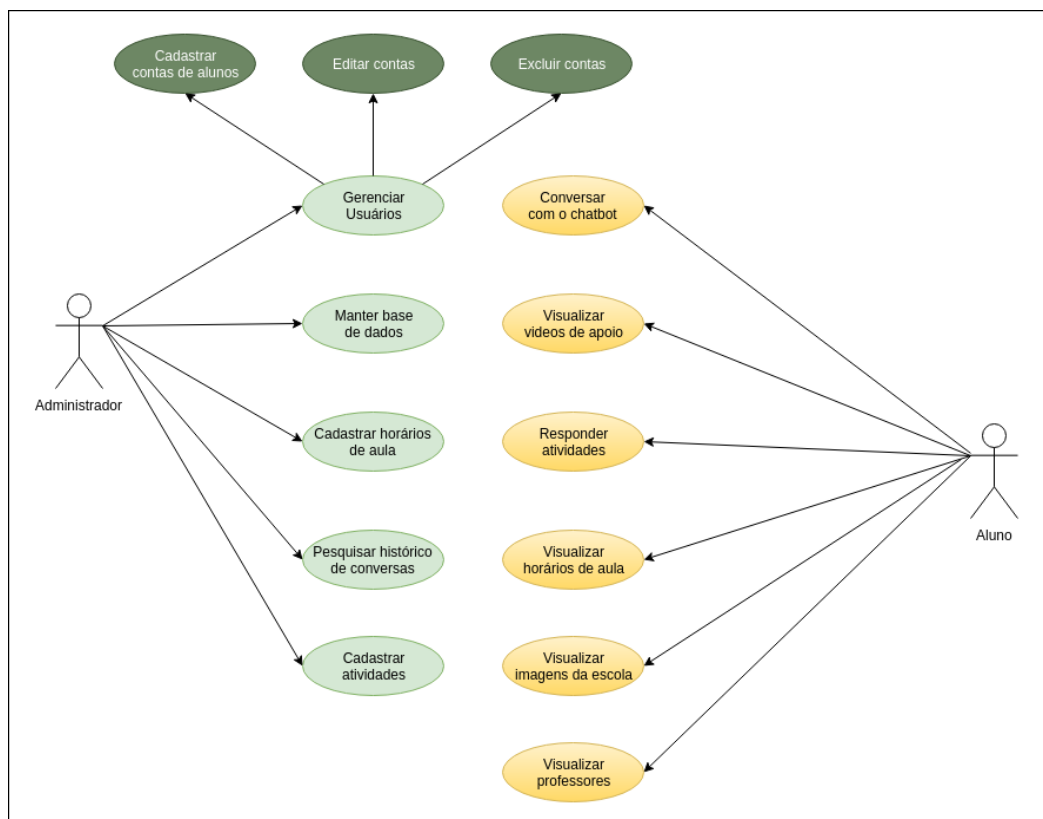 Cadastrar
contas de alunos
Editar contas
Excluir contas
Gerenciar
Usuários
Conversar
com o chatbot
Manter base
de dados
Visualizar
videos de apoio
Administrador
Cadastrar horários
de aula
Responder
atividades
Aluno
Pesquisar histórico
de conversas
Visualizar
horários de aula
Cadastrar
atividades
Visualizar
imagens da escola
Visualizar
professores